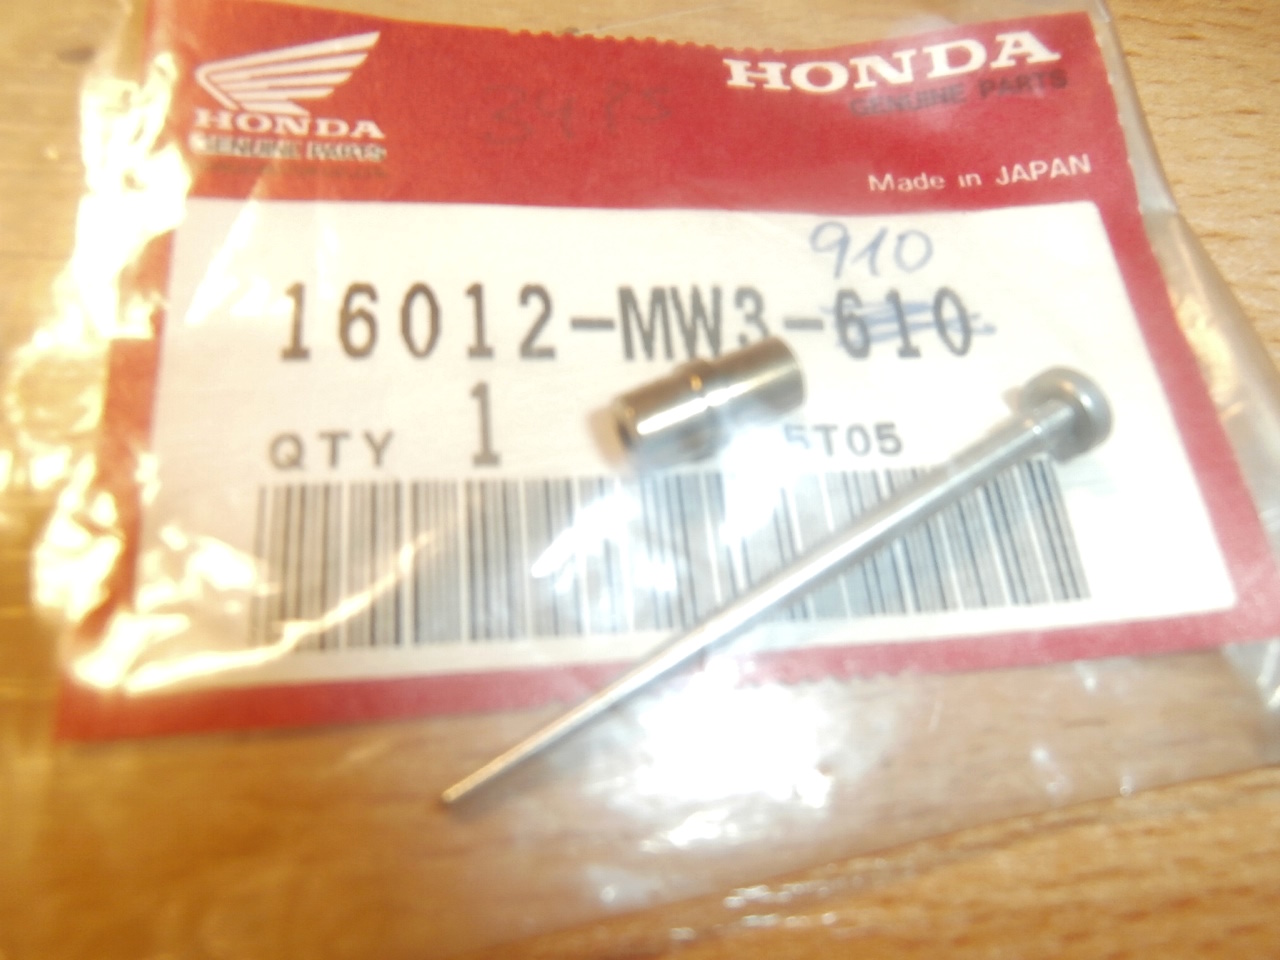 HONDA
GENUINE PARTS
HONDA
GENUINE PARTS
Made in JAPAN
910
16012-MW3-610
QTY 1 5T05